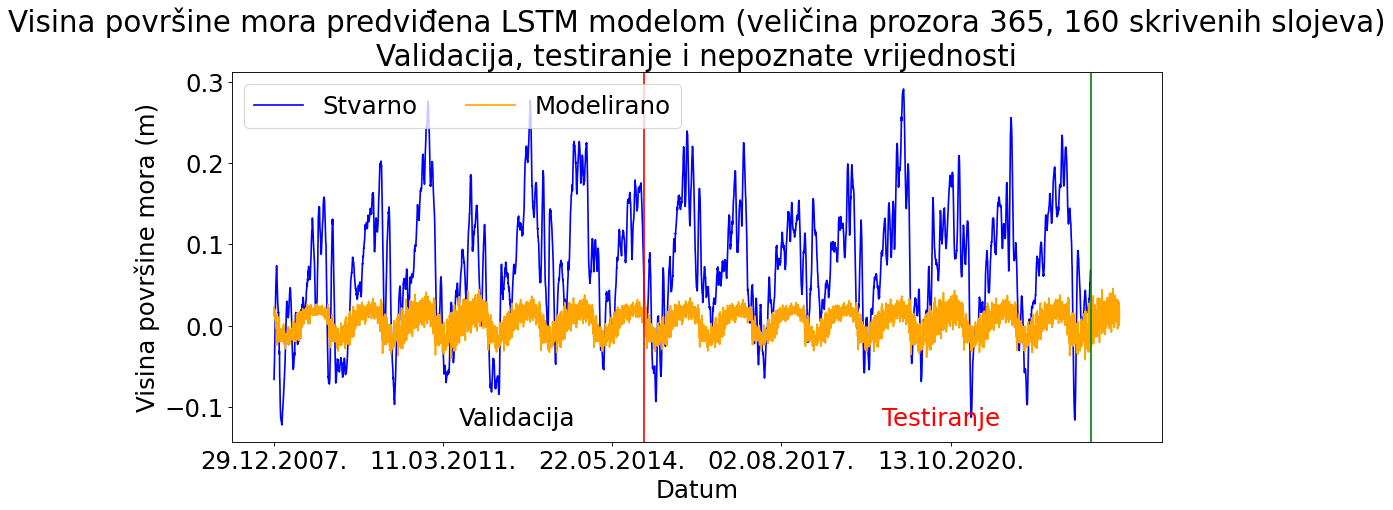 Visina površine mora predviđena LSTM modelom (veličina prozora 365, 160 skrivenih slojeva)
Validacija, testiranje i nepoznate vrijednosti
Stvarno
Modelirano
Visina površine mora (m)
0.3
0.2
0.1
0.0
−0.1
Validacija
Testiranje
29.12.2007.
11.03.2011.
22.05.2014.
02.08.2017.
13.10.2020.
Datum